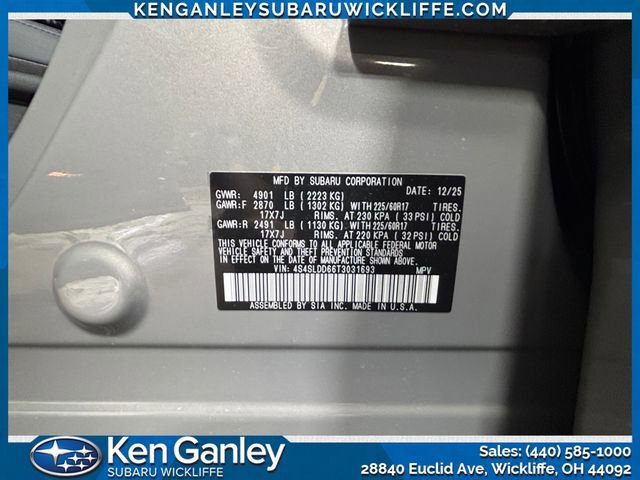 KENGANLEYSUBARUWICKLIFFE.COM
MFD BY SUBARU CORPORATION
GVWR: 4901 LB ( 2223 KG) DATE: 12/25
GAWR:F 2870 LB ( 1302 KG) WITH 225/60R17 TIRES.
17X7J RIMS. AT 230 KPA ( 33 PSI) COLD
GAWR:R 2491 LB ( 1130 KG) WITH 225/60R17 TIRES.
17X7J RIMS. AT 220 KPA ( 32 PSI) COLD
THIS VEHICLE CONFORMS TO ALL APPLICABLE FEDERAL MOTOR
VEHICLE SAFETY AND THEFT PREVENTION STANDARDS IN EFFECT
ON THE DATE OF MANUFACTURE SHOWN ABOVE.
VIN: 4S4SLDD66T3031693 MPV
ASSEMBLED BY SIA INC. MADE IN U.S.A.
Ken Ganley
SUBARU WICKLIFFE
Sales: (440) 585-1000
28840 Euclid Ave, Wickliffe, OH 44092